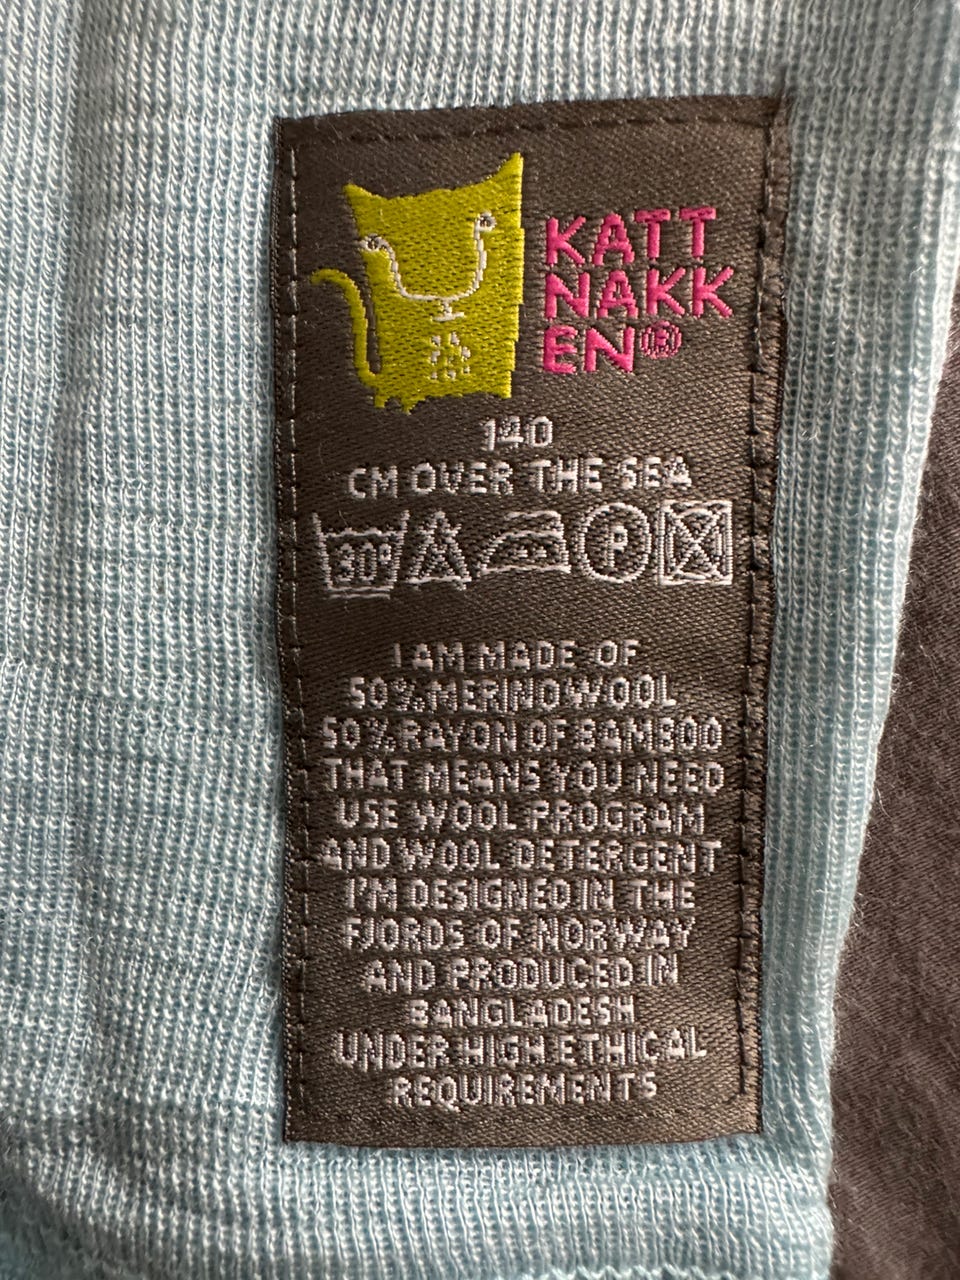 KATT
NAKK
EN®
140
CM OVER THE SEA
30° P
I AM MADE OF
50% MERINO WOOL
50% RAYON OF BAMBOO
THAT MEANS YOU NEED
USE WOOL PROGRAM
AND WOOL DETERGENT
I'M DESIGNED IN THE
FJORDS OF NORWAY
AND PRODUCED IN
BANGLADESH
UNDER HIGH ETHICAL
REQUIREMENTS